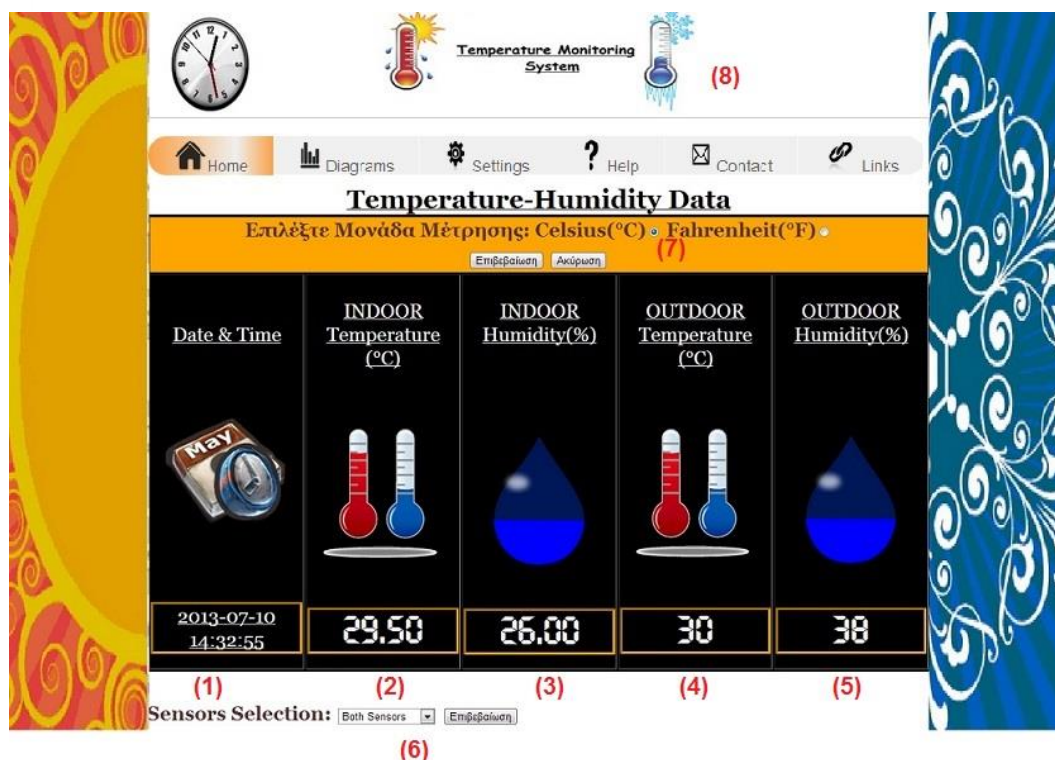 Temperature Monitoring
System
(8)
Home Diagrams Settings ? Help Contact Links
Temperature-Humidity Data
Επιλέξτε Μονάδα Μέτρησης: Celsius(°C) Fahrenheit(°F)
(7)
Επιβεβαίωση Ακύρωση
Date & Time
INDOOR
Temperature
(°C)
INDOOR
Humidity(%)
OUTDOOR
Temperature
(°C)
OUTDOOR
Humidity(%)
May
2013-07-10
14:32:55
29.50
26.00
30
38
(1) (2) (3) (4) (5)
Sensors Selection: Both Sensors Επιβεβαίωση
(6)